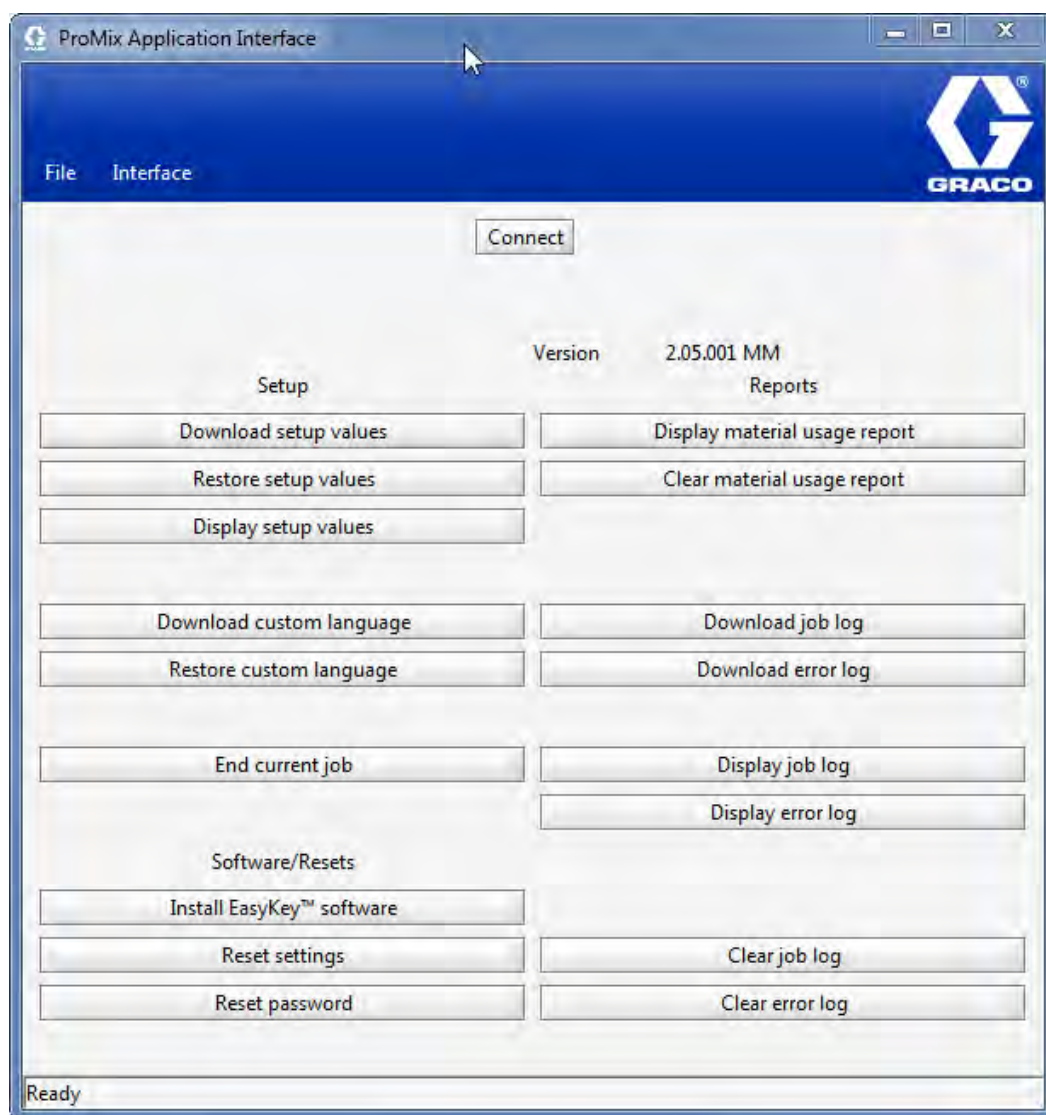 ProMix Application Interface
GRACO
®
File Interface
Connect
Version 2.05.001 MM
Setup Reports
Download setup values Display material usage report
Restore setup values Clear material usage report
Display setup values
Download custom language Download job log
Restore custom language Download error log
End current job Display job log
Display error log
Software/Resets
Install EasyKey™ software
Reset settings Clear job log
Reset password Clear error log
Ready